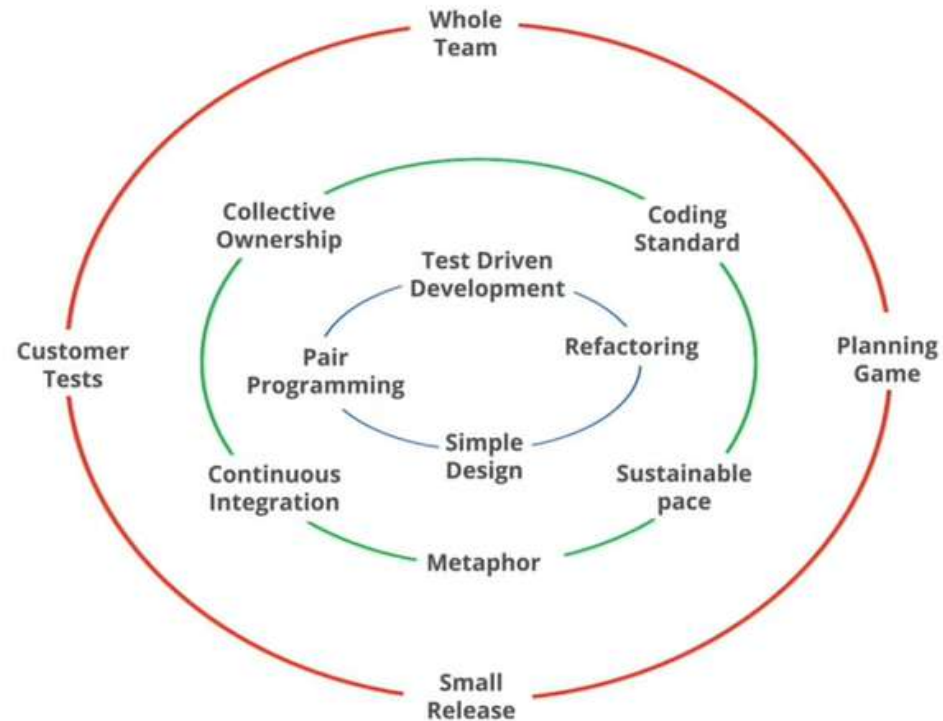 Whole
Team
Collective
Ownership
Coding
Standard
Test Driven
Development
Customer
Tests
Pair
Programming
Refactoring
Planning
Game
Simple
Design
Continuous
Integration
Sustainable
pace
Metaphor
Small
Release